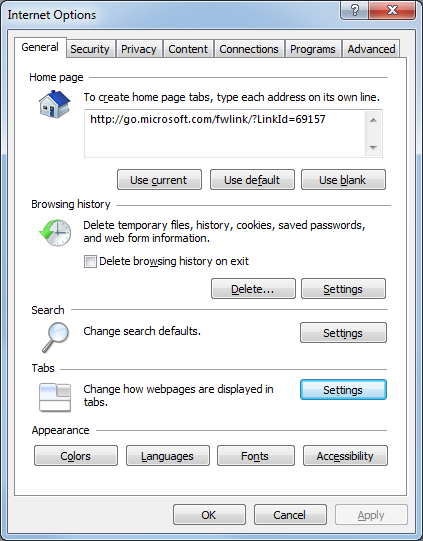 Internet Options
General Security Privacy Content Connections Programs Advanced
Home page
To create home page tabs, type each address on its own line.
http://go.microsoft.com/fwlink/?LinkId=69157
Use current Use default Use blank
Browsing history
Delete temporary files, history, cookies, saved passwords,
and web form information.
Delete browsing history on exit
Delete... Settings
Search
Change search defaults. Settings
Tabs
Change how webpages are displayed in Settings
tabs.
Appearance
Colors Languages Fonts Accessibility
OK Cancel Apply